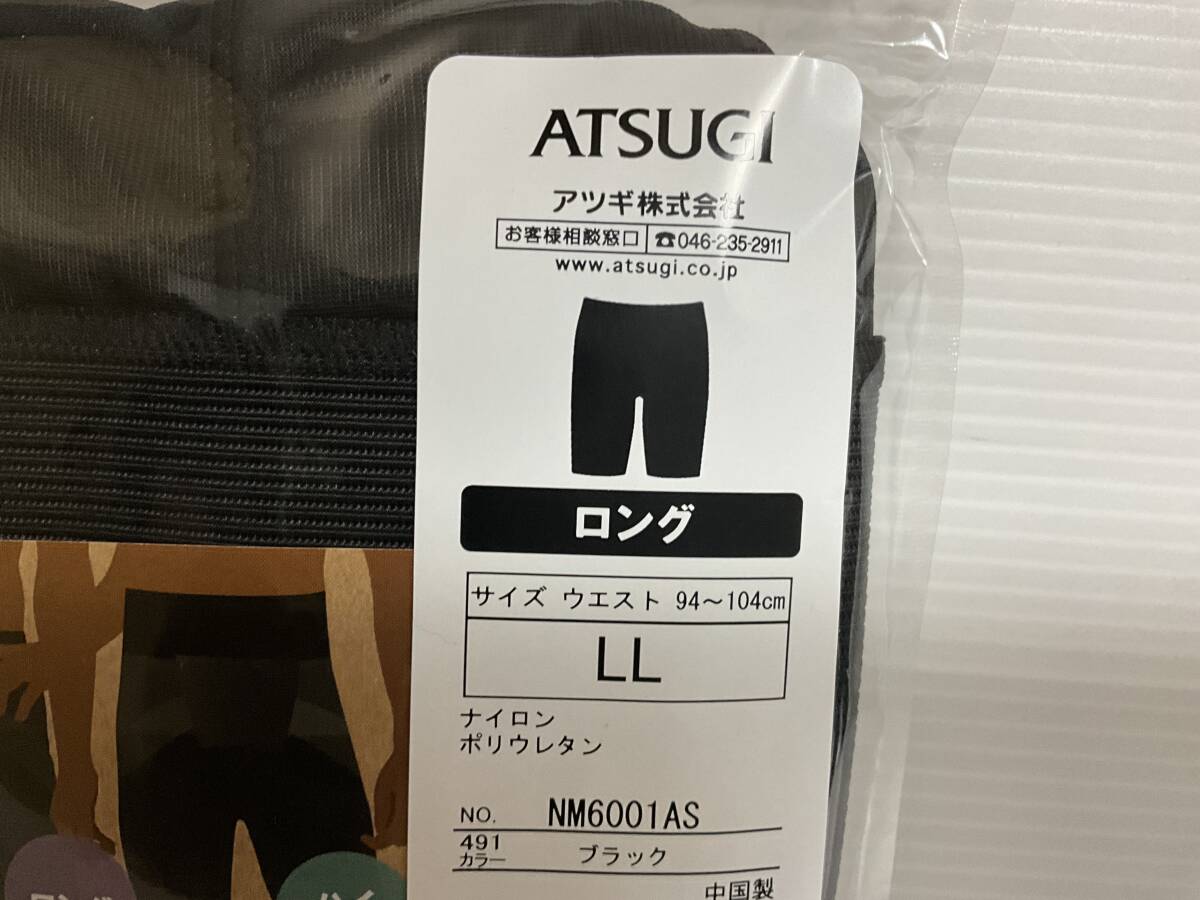 ATSUGI
アツギ株式会社
お客様相談窓口 ☎046-235-2911
www.atsugi.co.jp
ロング
サイズ ウエスト 94～104cm
LL
ナイロン
ポリウレタン
NO. NM6001AS
491
カラー ブラック
中国製
ロング